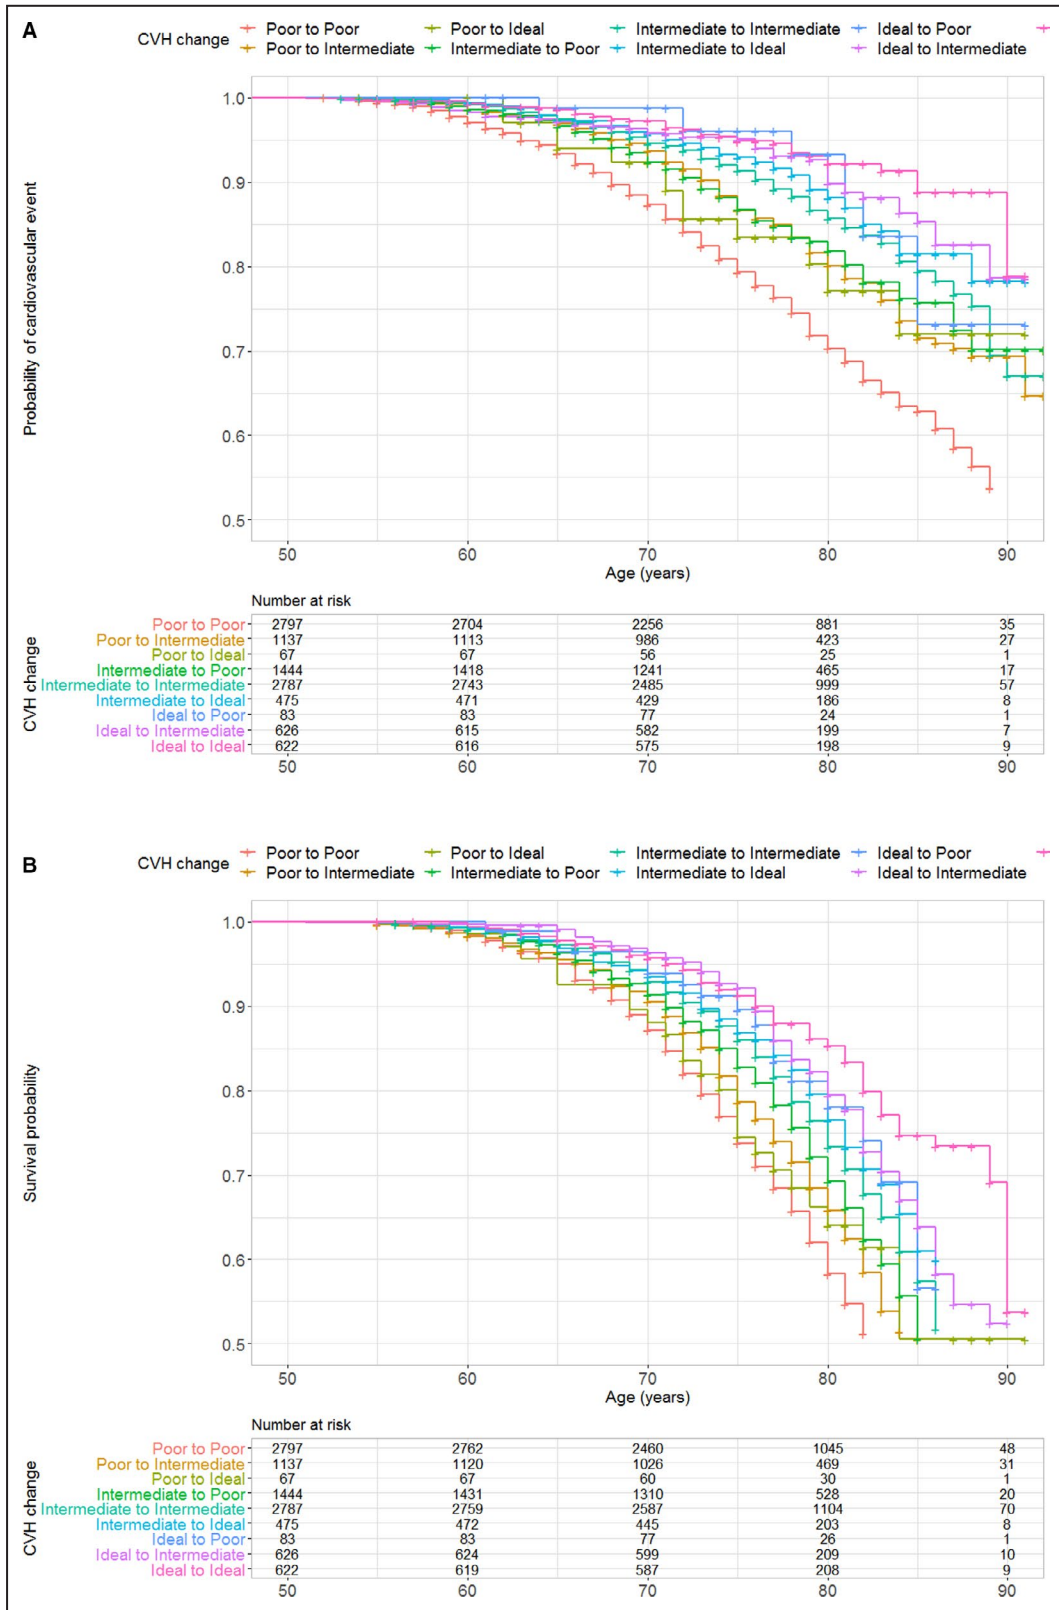 A
CVH change
Poor to Poor Poor to Ideal Intermediate to Intermediate Ideal to Poor
Poor to Intermediate Intermediate to Poor Intermediate to Ideal Ideal to Intermediate
Probability of cardiovascular event
1.0
0.9
0.8
0.7
0.6
0.5
50 60 70 80 90
Age (years)
Number at risk
CVH change
Poor to Poor 2797 2704 2256 881 35
Poor to Intermediate 1137 1113 986 423 27
Poor to Ideal 67 67 56 25 1
Intermediate to Poor 1444 1418 1241 465 17
Intermediate to Intermediate 2787 2743 2485 999 57
Intermediate to Ideal 475 471 429 186 8
Ideal to Poor 83 83 77 24 1
Ideal to Intermediate 626 615 582 199 7
Ideal to Ideal 622 616 575 198 9
50 60 70 80 90
B
CVH change
Poor to Poor Poor to Ideal Intermediate to Intermediate Ideal to Poor
Poor to Intermediate Intermediate to Poor Intermediate to Ideal Ideal to Intermediate
Survival probability
1.0
0.9
0.8
0.7
0.6
0.5
50 60 70 80 90
Age (years)
Number at risk
CVH change
Poor to Poor 2797 2762 2460 1045 48
Poor to Intermediate 1137 1120 1026 469 31
Poor to Ideal 67 67 60 30 1
Intermediate to Poor 1444 1431 1310 528 20
Intermediate to Intermediate 2787 2759 2587 1104 70
Intermediate to Ideal 475 472 445 203 8
Ideal to Poor 83 83 77 26 1
Ideal to Intermediate 626 624 599 209 10
Ideal to Ideal 622 619 587 208 9
50 60 70 80 90